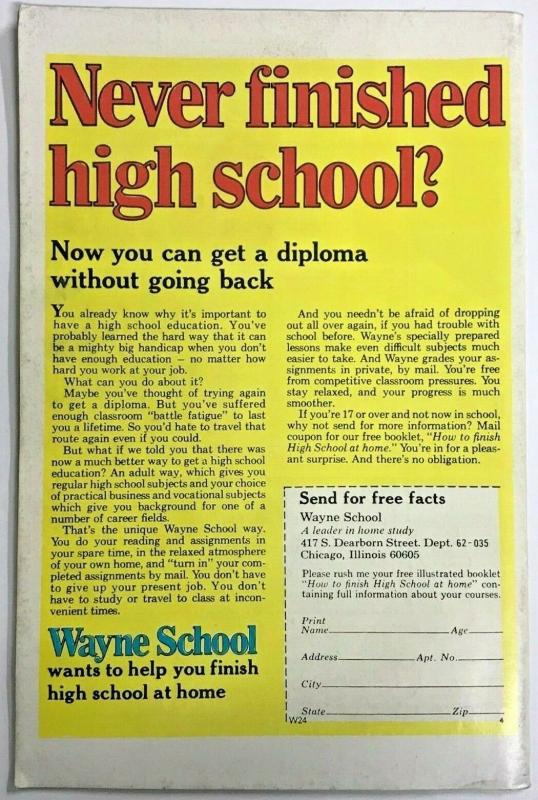 Never finished
high school?
Now you can get a diploma
without going back
You already know why it's important to
have a high school education. You've
probably learned the hard way that it can
be a mighty big handicap when you don't
have enough education – no matter how
hard you work at your job.
What can you do about it?
Maybe you've thought of trying again
to get a diploma. But you've suffered
enough classroom "battle fatigue" to last
you a lifetime. So you'd hate to travel that
route again even if you could.
But what if we told you that there was
now a much better way to get a high school
education? An adult way, which gives you
regular high school subjects and your choice
of practical business and vocational subjects
which give you background for one of a
number of career fields.
That's the unique Wayne School way.
You do your reading and assignments in
your spare time, in the relaxed atmosphere
of your own home, and "turn in" your com-
pleted assignments by mail. You don't have
to give up your present job. You don't
have to study or travel to class at incon-
venient times.
Wayne School
wants to help you finish
high school at home
And you needn't be afraid of dropping
out all over again, if you had trouble with
school before. Wayne's specially prepared
lessons make even difficult subjects much
easier to take. And Wayne grades your as-
signments in private, by mail. You're free
from competitive classroom pressures. You
stay relaxed, and your progress is much
smoother.
If you're 17 or over and not now in school,
why not send for more information? Mail
coupon for our free booklet, "How to finish
High School at home." You're in for a pleas-
ant surprise. And there's no obligation.
Send for free facts
Wayne School
A leader in home study
417 S. Dearborn Street. Dept. 62-035
Chicago, Illinois 60605
Please rush me your free illustrated booklet
"How to finish High School at home" con-
taining full information about your courses.
Print
Name Age
Address Apt. No.
City
State Zip
W24 4